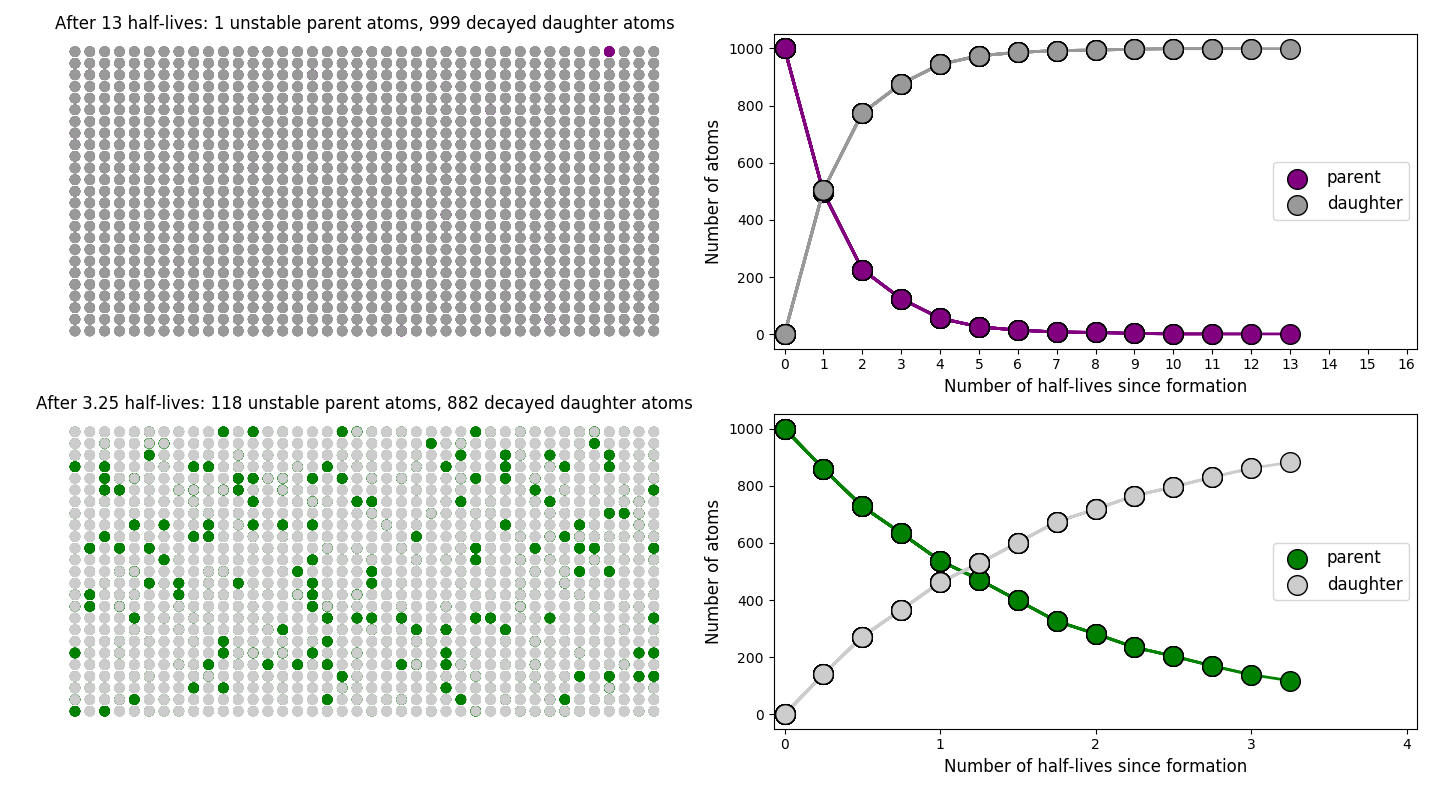 After 13 half-lives: 1 unstable parent atoms, 999 decayed daughter atoms
Number of atoms
1000
800
600
400
200
0
parent
daughter
0 1 2 3 4 5 6 7 8 9 10 11 12 13 14 15 16
Number of half-lives since formation
After 3.25 half-lives: 118 unstable parent atoms, 882 decayed daughter atoms
Number of atoms
1000
800
600
400
200
0
parent
daughter
0 1 2 3 4
Number of half-lives since formation